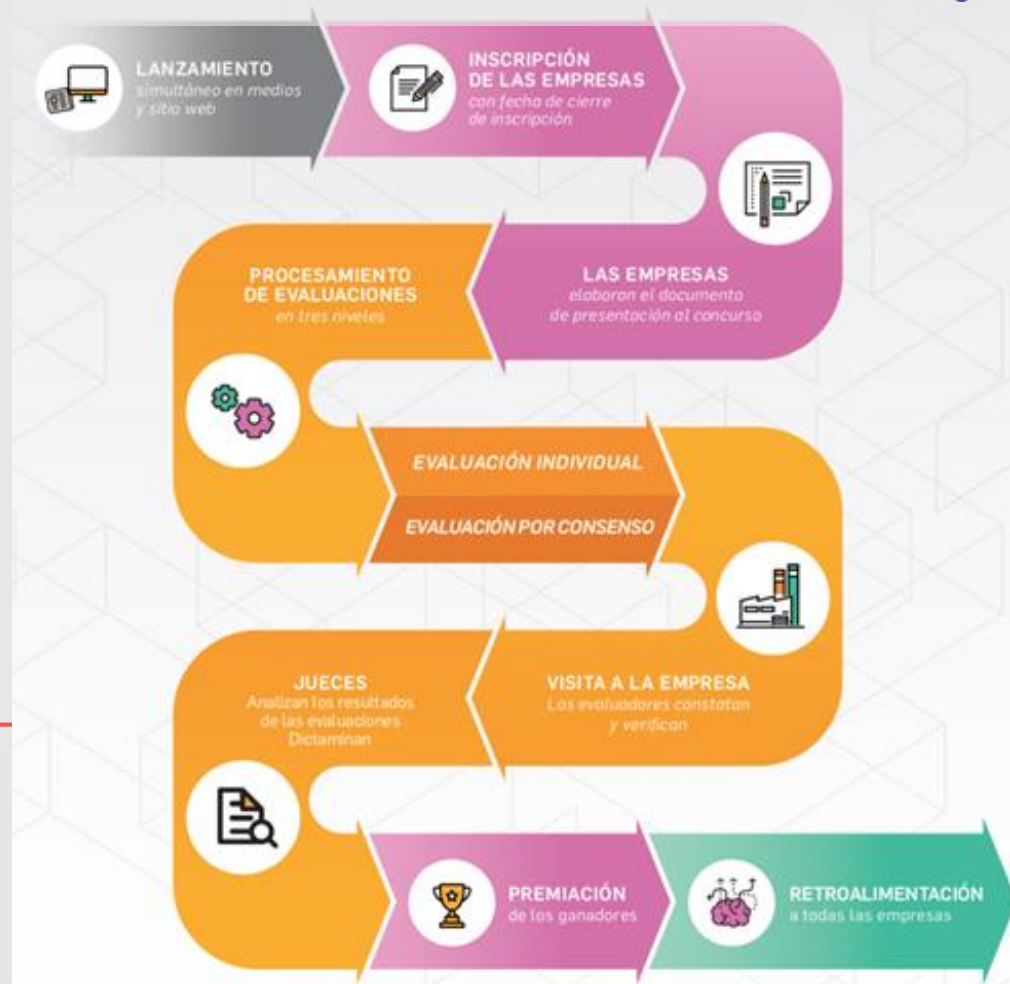 LANZAMIENTO
simultáneo en medios
y sitio web
INSCRIPCIÓN
DE LAS EMPRESAS
con fecha de cierre
de inscripción
LAS EMPRESAS
elaboran el documento
de presentación al concurso
PROCESAMIENTO
DE EVALUACIONES
en tres niveles
EVALUACIÓN INDIVIDUAL
EVALUACIÓN POR CONSENSO
VISITA A LA EMPRESA
Los evaluadores constatan
y verifican
JUECES
Analizan los resultados
de las evaluaciones
Dictaminan
PREMIACIÓN
de los ganadores
RETROALIMENTACIÓN
a todas las empresas